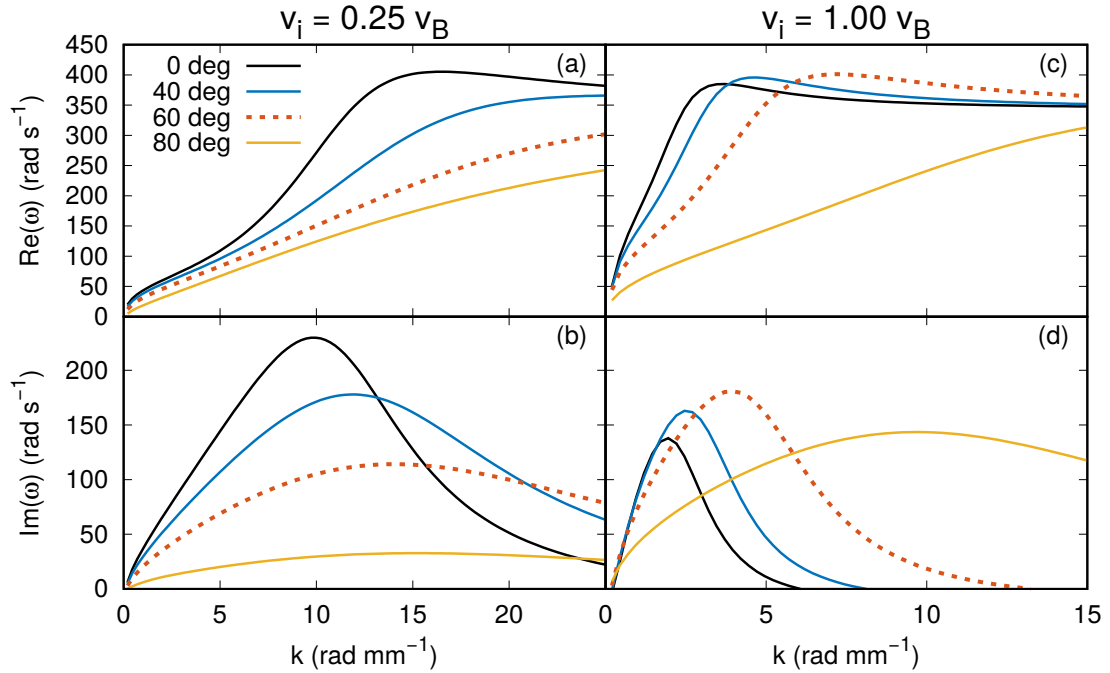 v_i = 0.25 v_B
v_i = 1.00 v_B
Re(ω) (rad s⁻¹)
450
400
350
300
250
200
150
100
50
0
(a)
0 deg
40 deg
60 deg
80 deg
(c)
Im(ω) (rad s⁻¹)
200
150
100
50
0
(b)
(d)
0 5 10 15 20
0 5 10 15
k (rad mm⁻¹)
k (rad mm⁻¹)